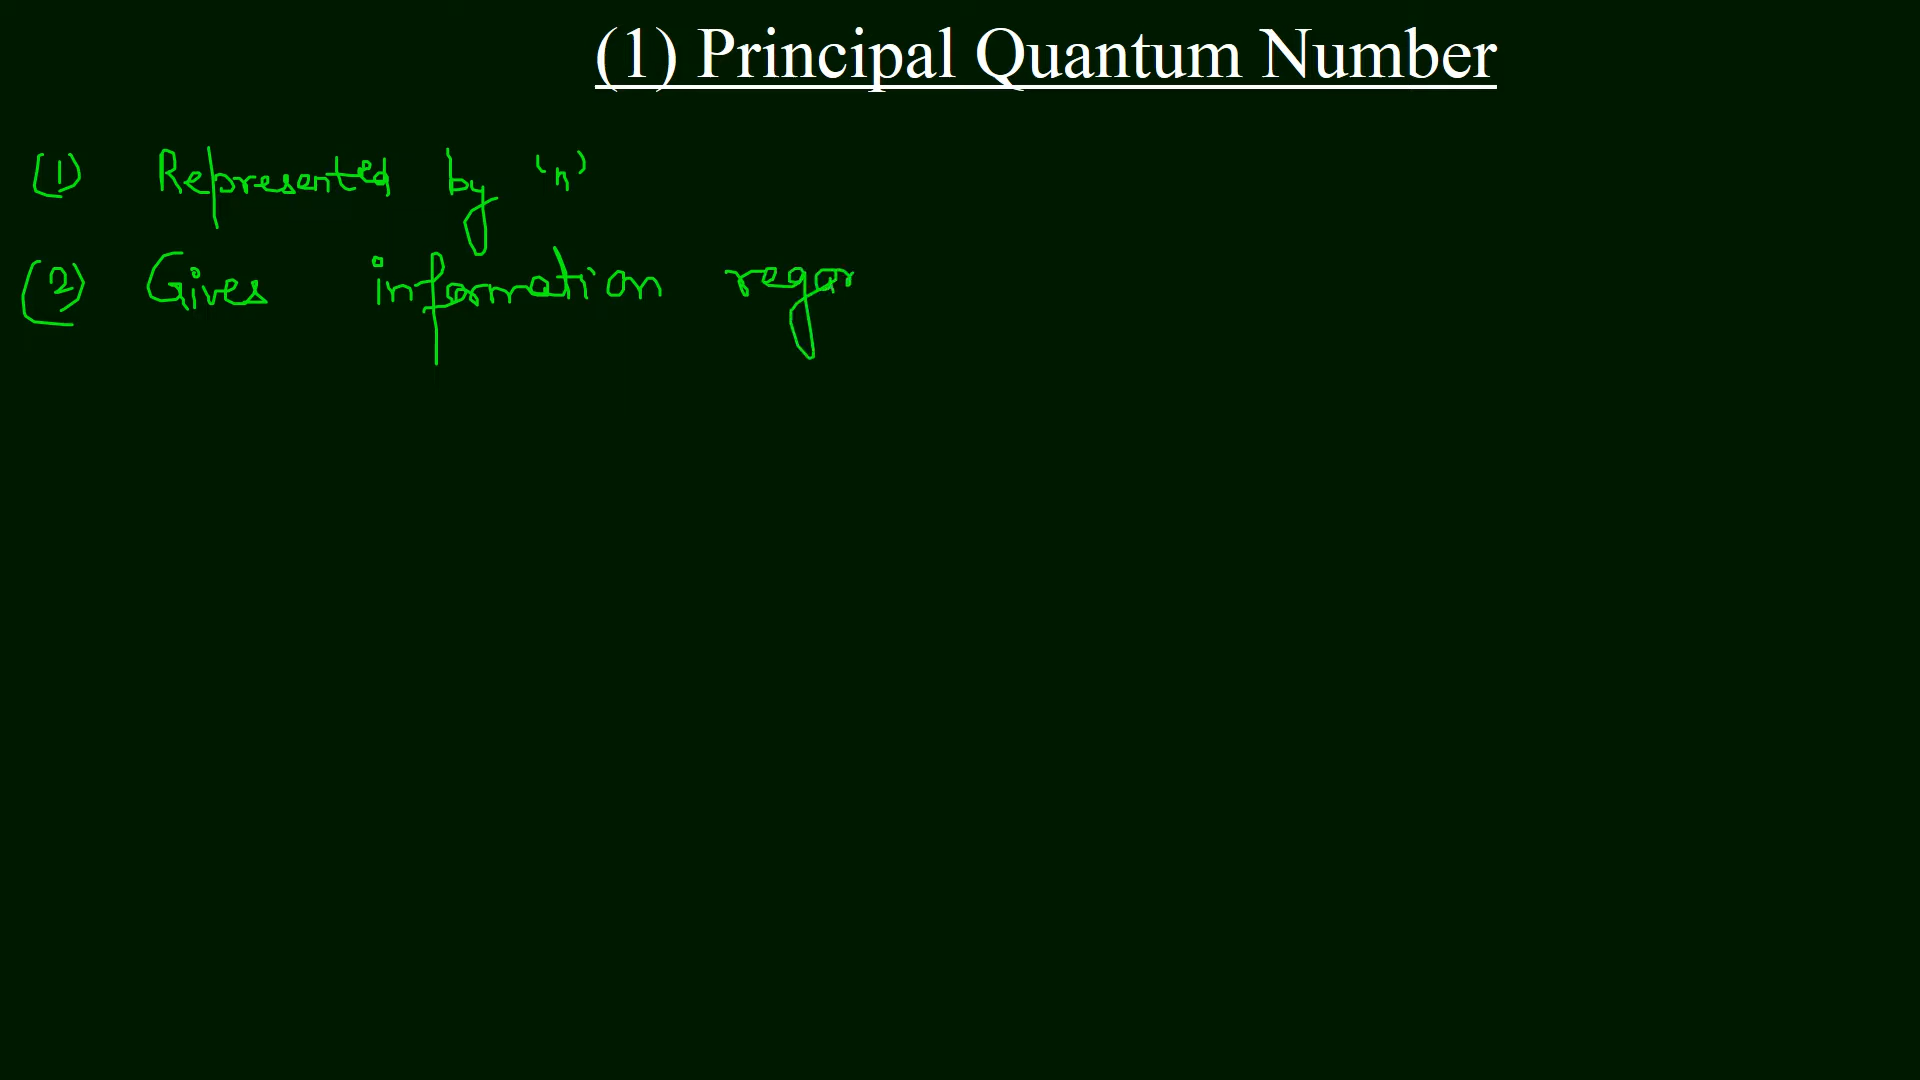 (1) Principal Quantum Number
(1) Represented by 'n'
(2) Gives information regar